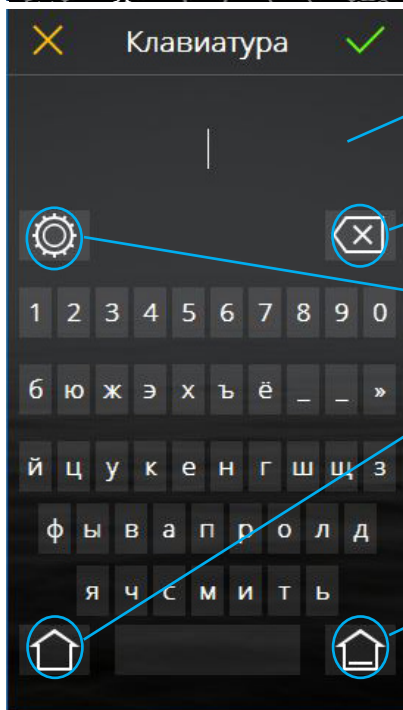 Клавиатура
1 2 3 4 5 6 7 8 9 0
б ю ж э х ъ ё _ _ »
й ц у к е н г ш щ з
ф ы в а п р о л д
я ч с м и т ь